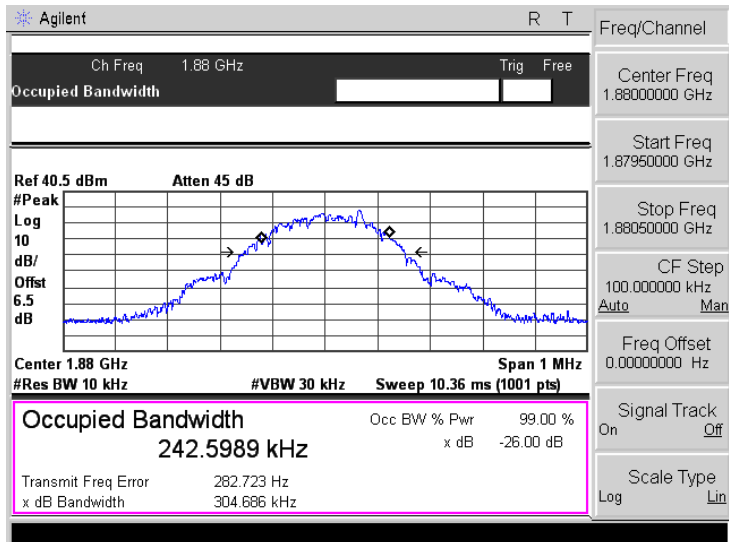 Agilent R T
Freq/Channel
Ch Freq 1.88 GHz Trig Free
Occupied Bandwidth
Center Freq
1.88000000 GHz
Start Freq
1.87950000 GHz
Stop Freq
1.88050000 GHz
CF Step
100.000000 kHz
Auto Man
Freq Offset
0.00000000 Hz
Signal Track
On Off
Scale Type
Log Lin
Ref 40.5 dBm Atten 45 dB
#Peak
Log
10
dB/
Offst
6.5
dB
Center 1.88 GHz Span 1 MHz
#Res BW 10 kHz #VBW 30 kHz Sweep 10.36 ms (1001 pts)
Occupied Bandwidth Occ BW % Pwr 99.00 %
242.5989 kHz x dB -26.00 dB
Transmit Freq Error 282.723 Hz
x dB Bandwidth 304.686 kHz